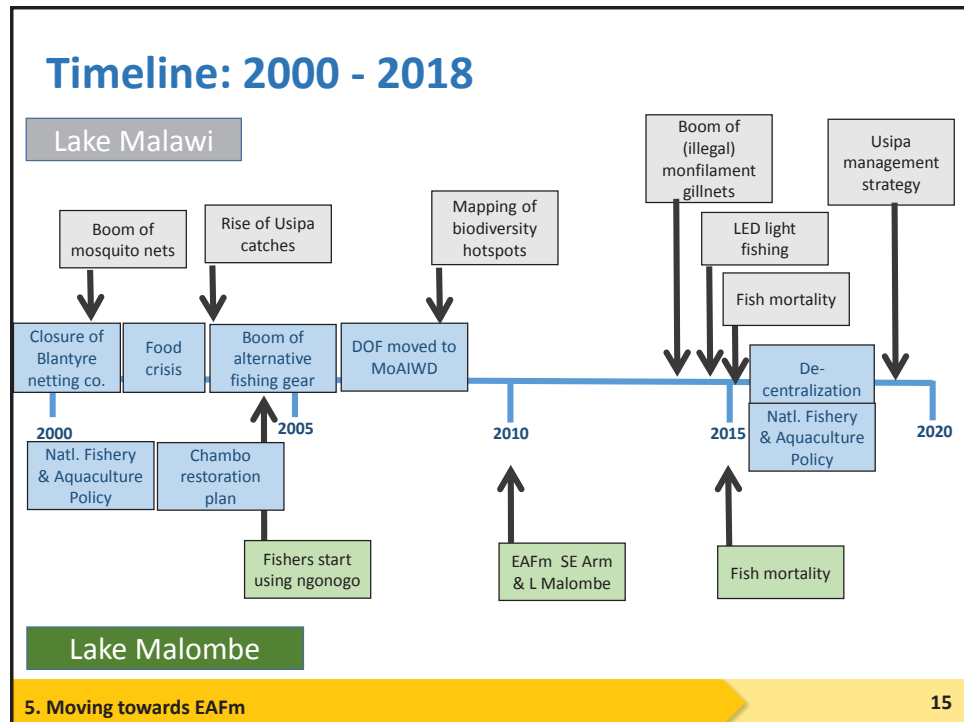 Timeline: 2000 - 2018
Lake Malawi
Boom of
mosquito nets
Rise of Usipa
catches
Mapping of
biodiversity
hotspots
Boom of
(illegal)
monfilament
gillnets
LED light
fishing
Fish mortality
Usipa
management
strategy
Closure of
Blantyre
netting co.
Food
crisis
Boom of
alternative
fishing gear
DOF moved to
MoAIWD
De-
centralization
2000
2005
2010
2015
2020
Natl. Fishery
& Aquaculture
Policy
Chambo
restoration
plan
Natl. Fishery
& Aquaculture
Policy
Fishers start
using ngonogo
EAFm SE Arm
& L Malombe
Fish mortality
Lake Malombe
5. Moving towards EAFm
15